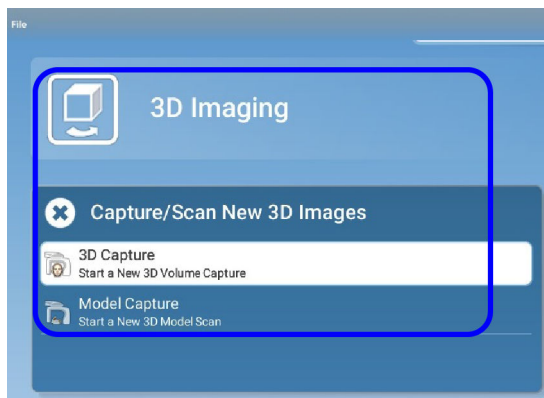 File
3D Imaging
Capture/Scan New 3D Images
3D Capture
Start a New 3D Volume Capture
Model Capture
Start a New 3D Model Scan